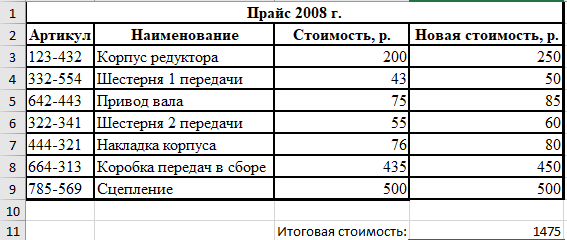 1 Прайс 2008 г.
2 Артикул Наименование Стоимость, р. Новая стоимость, р.
3 123-432 Корпус редуктора 200 250
4 332-554 Шестерня 1 передачи 43 50
5 642-443 Привод вала 75 85
6 322-341 Шестерня 2 передачи 55 60
7 444-321 Накладка корпуса 76 80
8 664-313 Коробка передач в сборе 435 450
9 785-569 Сцепление 500 500
10
11 Итоговая стоимость: 1475